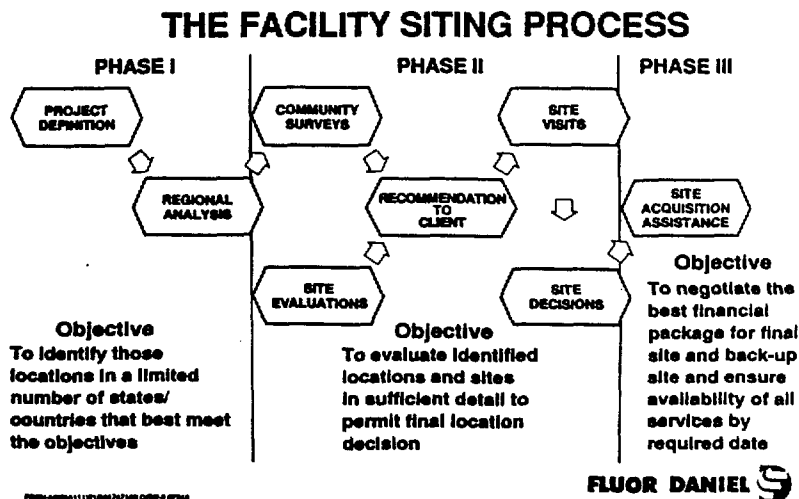 THE FACILITY SITING PROCESS
PHASE I
PHASE II
PHASE III
PROJECT
DEFINITION
COMMUNITY
SURVEYS
SITE
VISITS
REGIONAL
ANALYSIS
RECOMMENDATION
TO
CLIENT
SITE
ACQUISITION
ASSISTANCE
SITE
EVALUATIONS
SITE
DECISIONS
Objective
To identify those
locations in a limited
number of states/
countries that best meet
the objectives
Objective
To evaluate identified
locations and sites
in sufficient detail to
permit final location
decision
Objective
To negotiate the
best financial
package for final
site and back-up
site and ensure
availability of all
services by
required date
FLUOR DANIEL